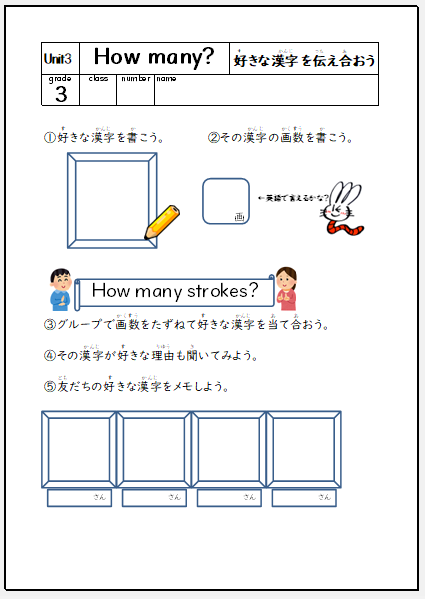 Unit3 How many? 好きな漢字を伝え合おう
grade class number name
3
①好きな漢字を書こう。 ②その漢字の画数を書こう。
←英語で言えるかな?
画
How many strokes?
③グループで画数をたずねて好きな漢字を当て合おう。
④その漢字が好きな理由も聞いてみよう。
⑤友だちの好きな漢字をメモしよう。
さん さん さん さん